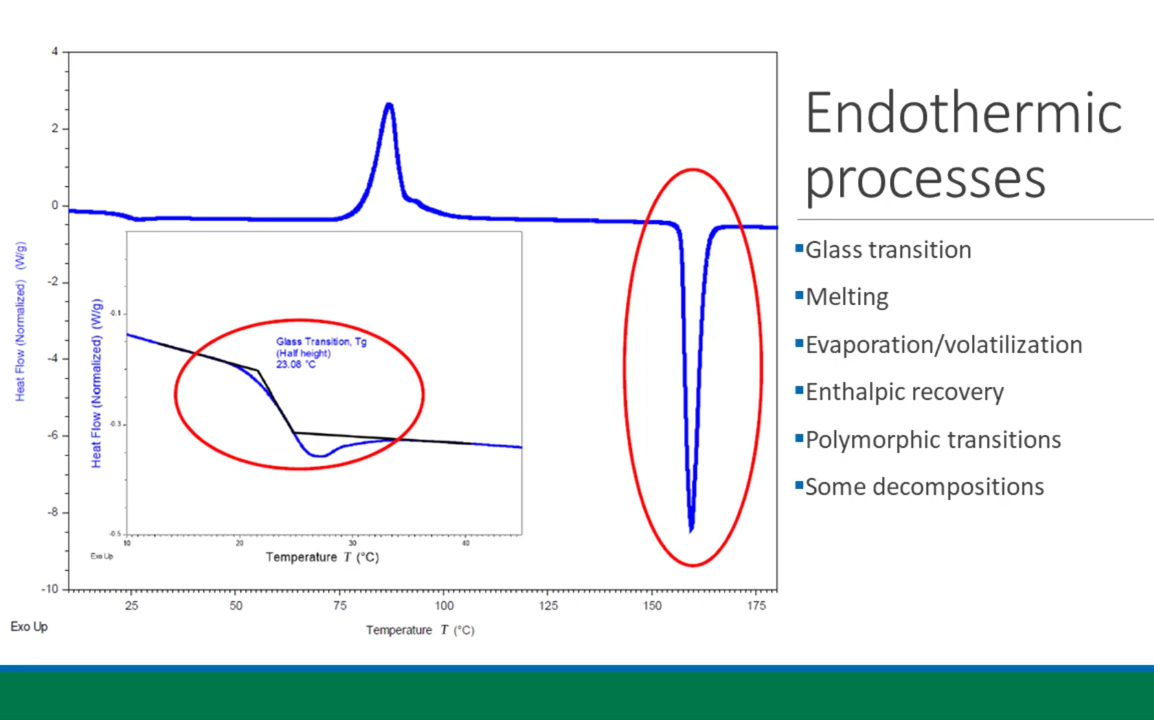 Endothermic
processes
▪Glass transition
▪Melting
▪Evaporation/volatilization
▪Enthalpic recovery
▪Polymorphic transitions
▪Some decompositions
4
2
0
-2
-4
-6
-8
-10
Heat Flow (Normalized) (W/g)
25
50
75
100
125
150
175
Temperature T (°C)
Exo Up
Glass Transition, Tg
(Half height)
23.08 °C
-0.1
-0.3
-0.5
Heat Flow (Normalized) (W/g)
10
20
30
40
Temperature T (°C)
Exo Up